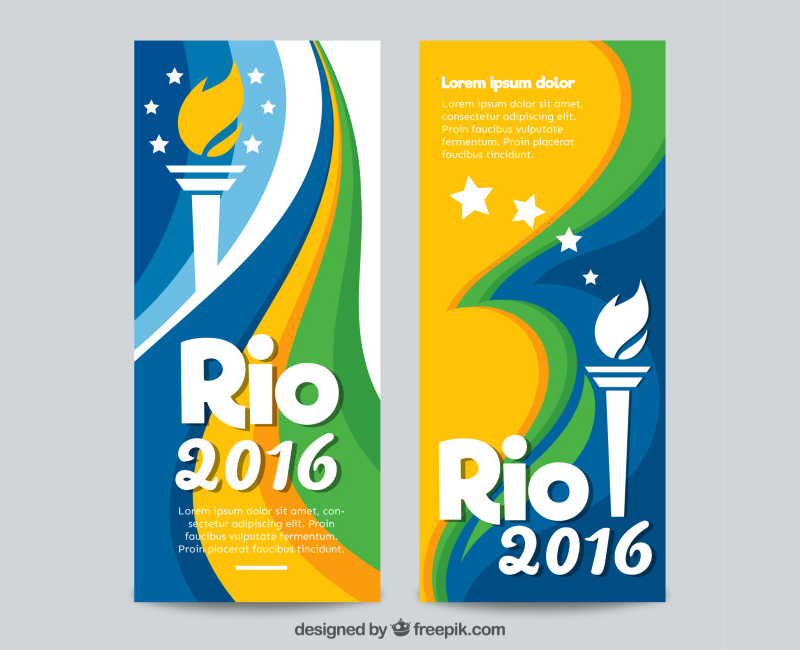 Rio
2016
Lorem ipsum dolor sit amet, con-
sectetur adipiscing elit. Proin
faucibus vulputate fermentum.
Proin placerat faucibus tincidunt.
Lorem ipsum dolor
Lorem ipsum dolor sit amet,
consectetur adipiscing elit.
Proin faucibus vulputate
fermentum. Proin placerat
faucibus tincidunt.
Rio
2016
designed by freepik.com